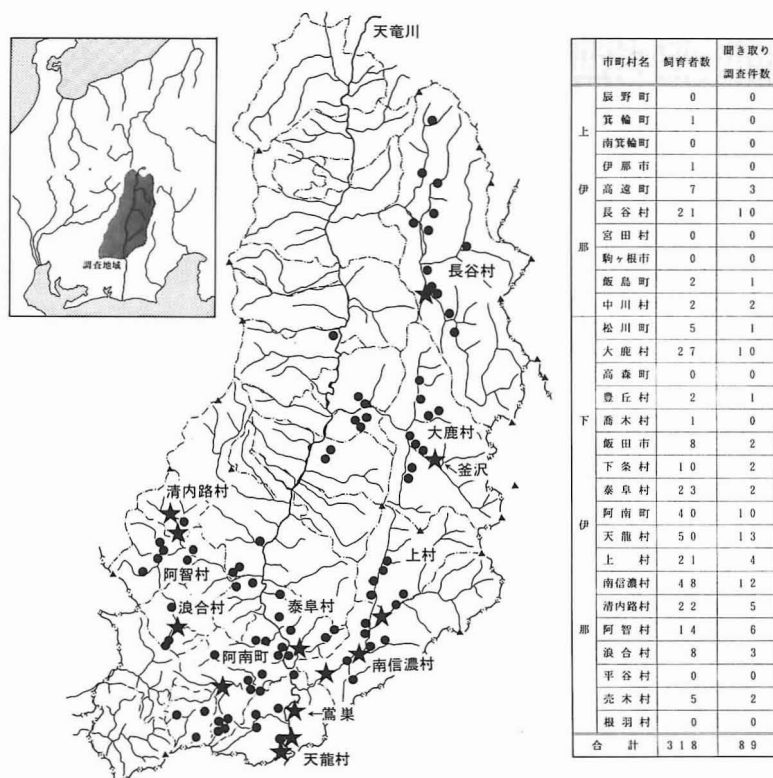 天竜川
調査地域
長谷村
大鹿村
釜沢
清内路村
上村
阿智村
浪合村
泰阜村
阿南町
南信濃村
鴬巣
天龍村
市町村名 飼育者数 聞き取り調査件数
上伊那
辰野町 0 0
箕輪町 1 0
南箕輪町 0 0
伊那市 1 0
高遠町 7 3
長谷村 21 10
宮田村 0 0
駒ヶ根市 0 0
飯島町 2 1
中川村 2 2
下伊那
松川町 5 1
大鹿村 27 10
高森町 0 0
豊丘村 2 1
喬木村 1 0
飯田市 8 2
下条村 10 2
泰阜村 23 2
阿南町 40 10
天龍村 50 13
上村 21 4
南信濃村 48 12
清内路村 22 5
阿智村 14 6
浪合村 8 3
平谷村 0 0
売木村 5 2
根羽村 0 0
合計 318 89